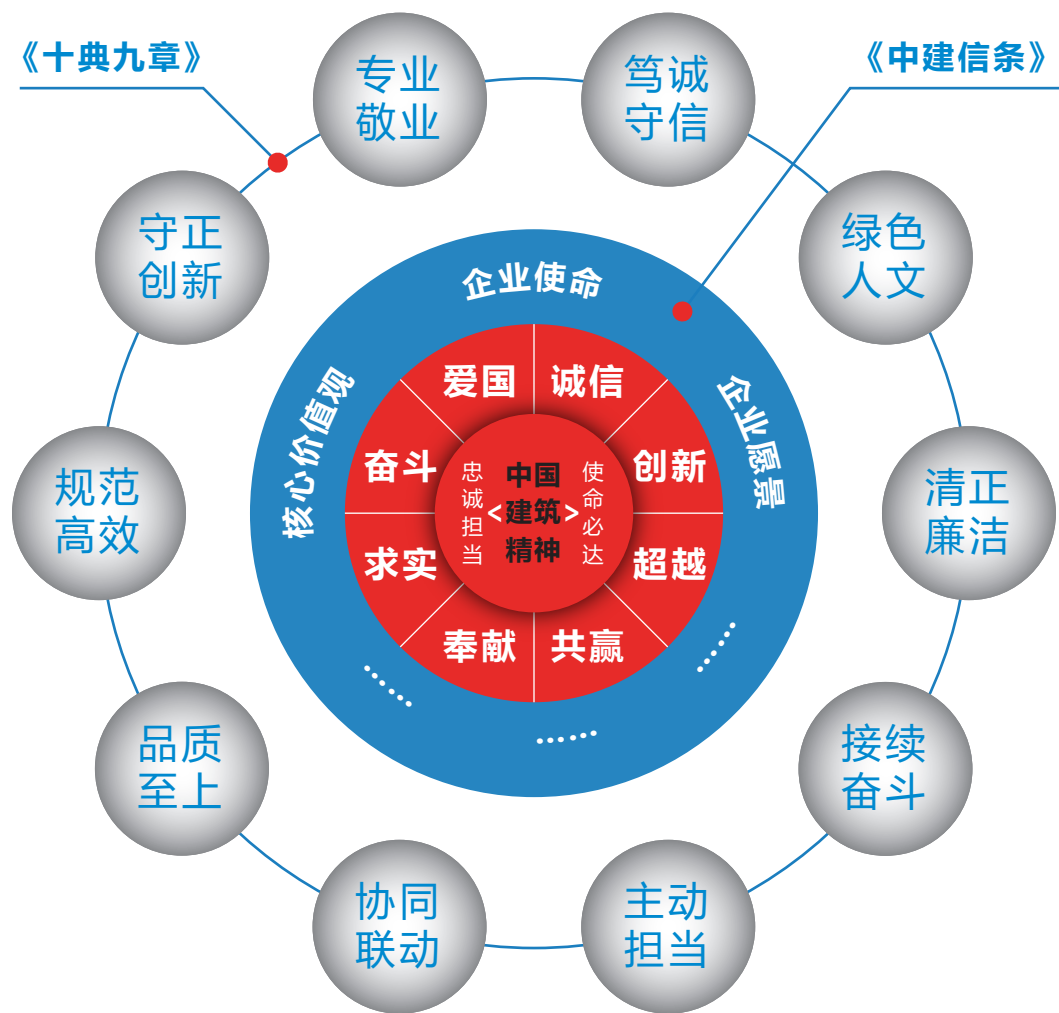 《十典九章》
《中建信条》
专业
敬业
笃诚
守信
绿色
人文
清正
廉洁
接续
奋斗
主动
担当
协同
联动
品质
至上
规范
高效
守正
创新
企业使命
企业愿景
核心价值观
……
……
……
爱国
诚信
创新
超越
共赢
奉献
求实
奋斗
忠诚担当
<
中国
建筑
精神
>
使命必达